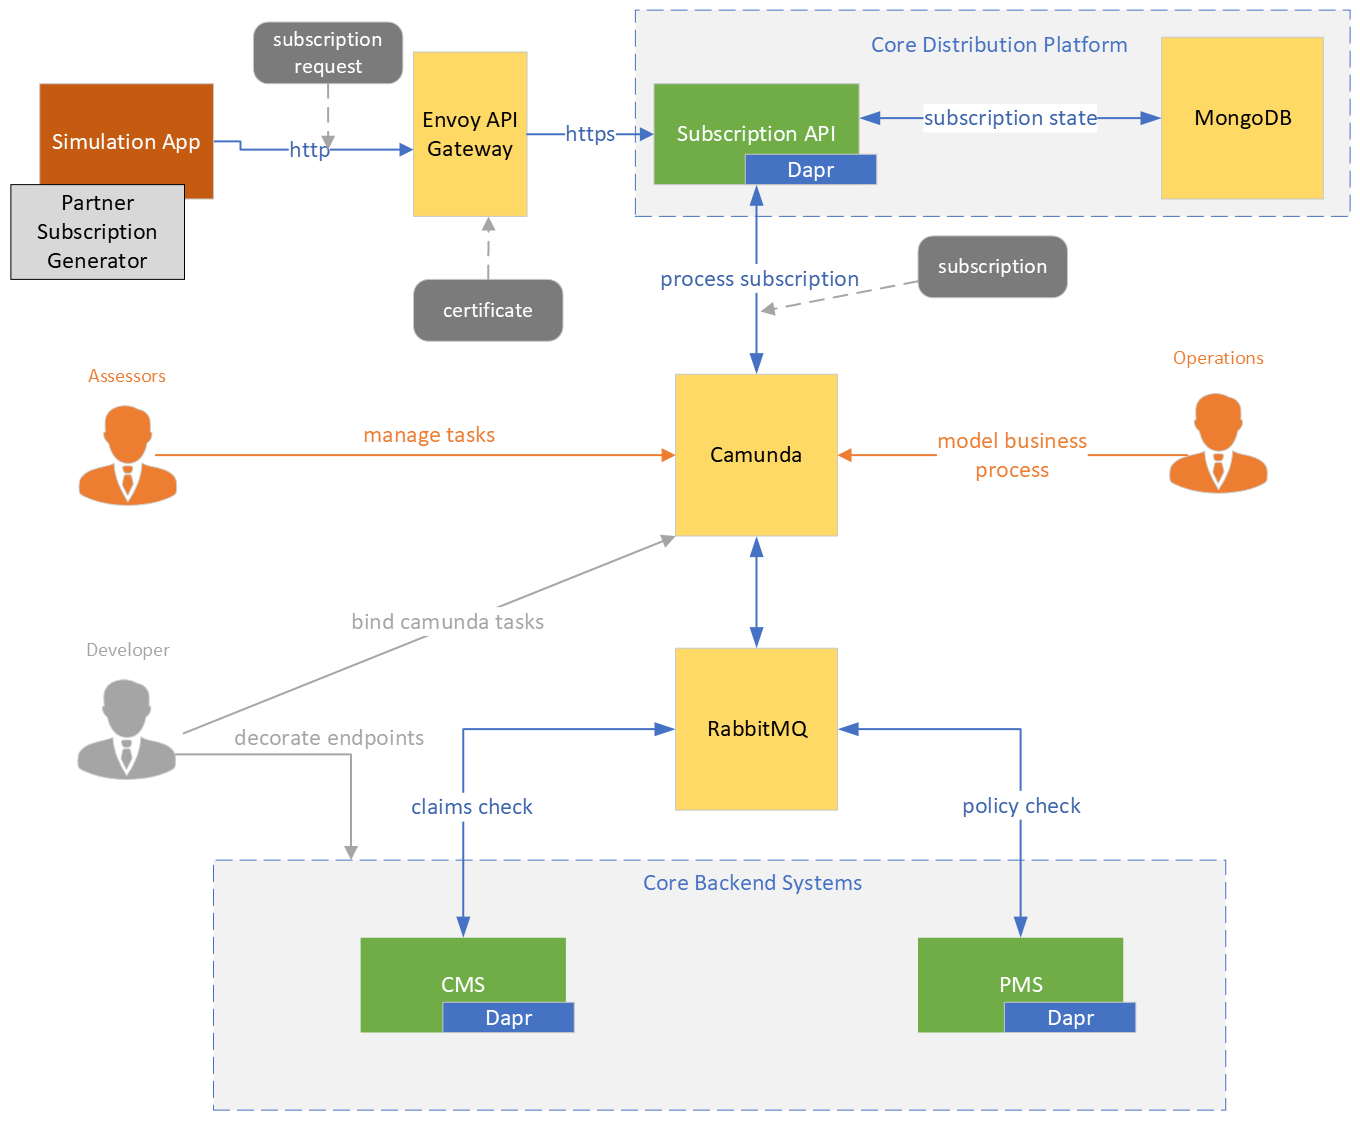 subscription
request
Core Distribution Platform
Simulation App
http
Envoy API
Gateway
https
Subscription API
Dapr
subscription state
MongoDB
Partner
Subscription
Generator
certificate
process subscription
subscription
Assessors
manage tasks
Camunda
Operations
model business
process
bind camunda tasks
Developer
decorate endpoints
RabbitMQ
claims check
policy check
Core Backend Systems
CMS
Dapr
PMS
Dapr